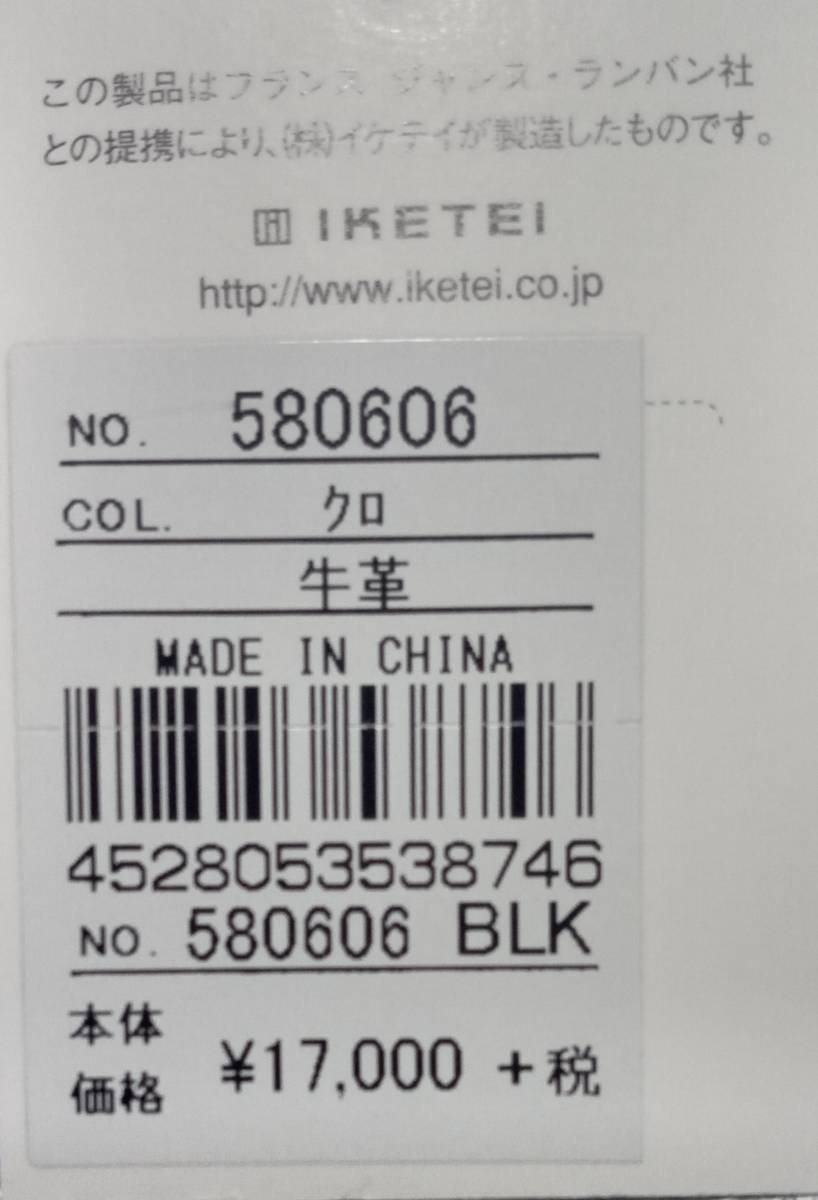 この製品はフランス ジャンヌ・ランバン社
との提携により、(株)イケテイが製造したものです。
IKETEI
http://www.iketei.co.jp
NO. 580606
COL. クロ
牛革
MADE IN CHINA
4528053538746
NO. 580606 BLK
本体
価格 ¥17,000 +税